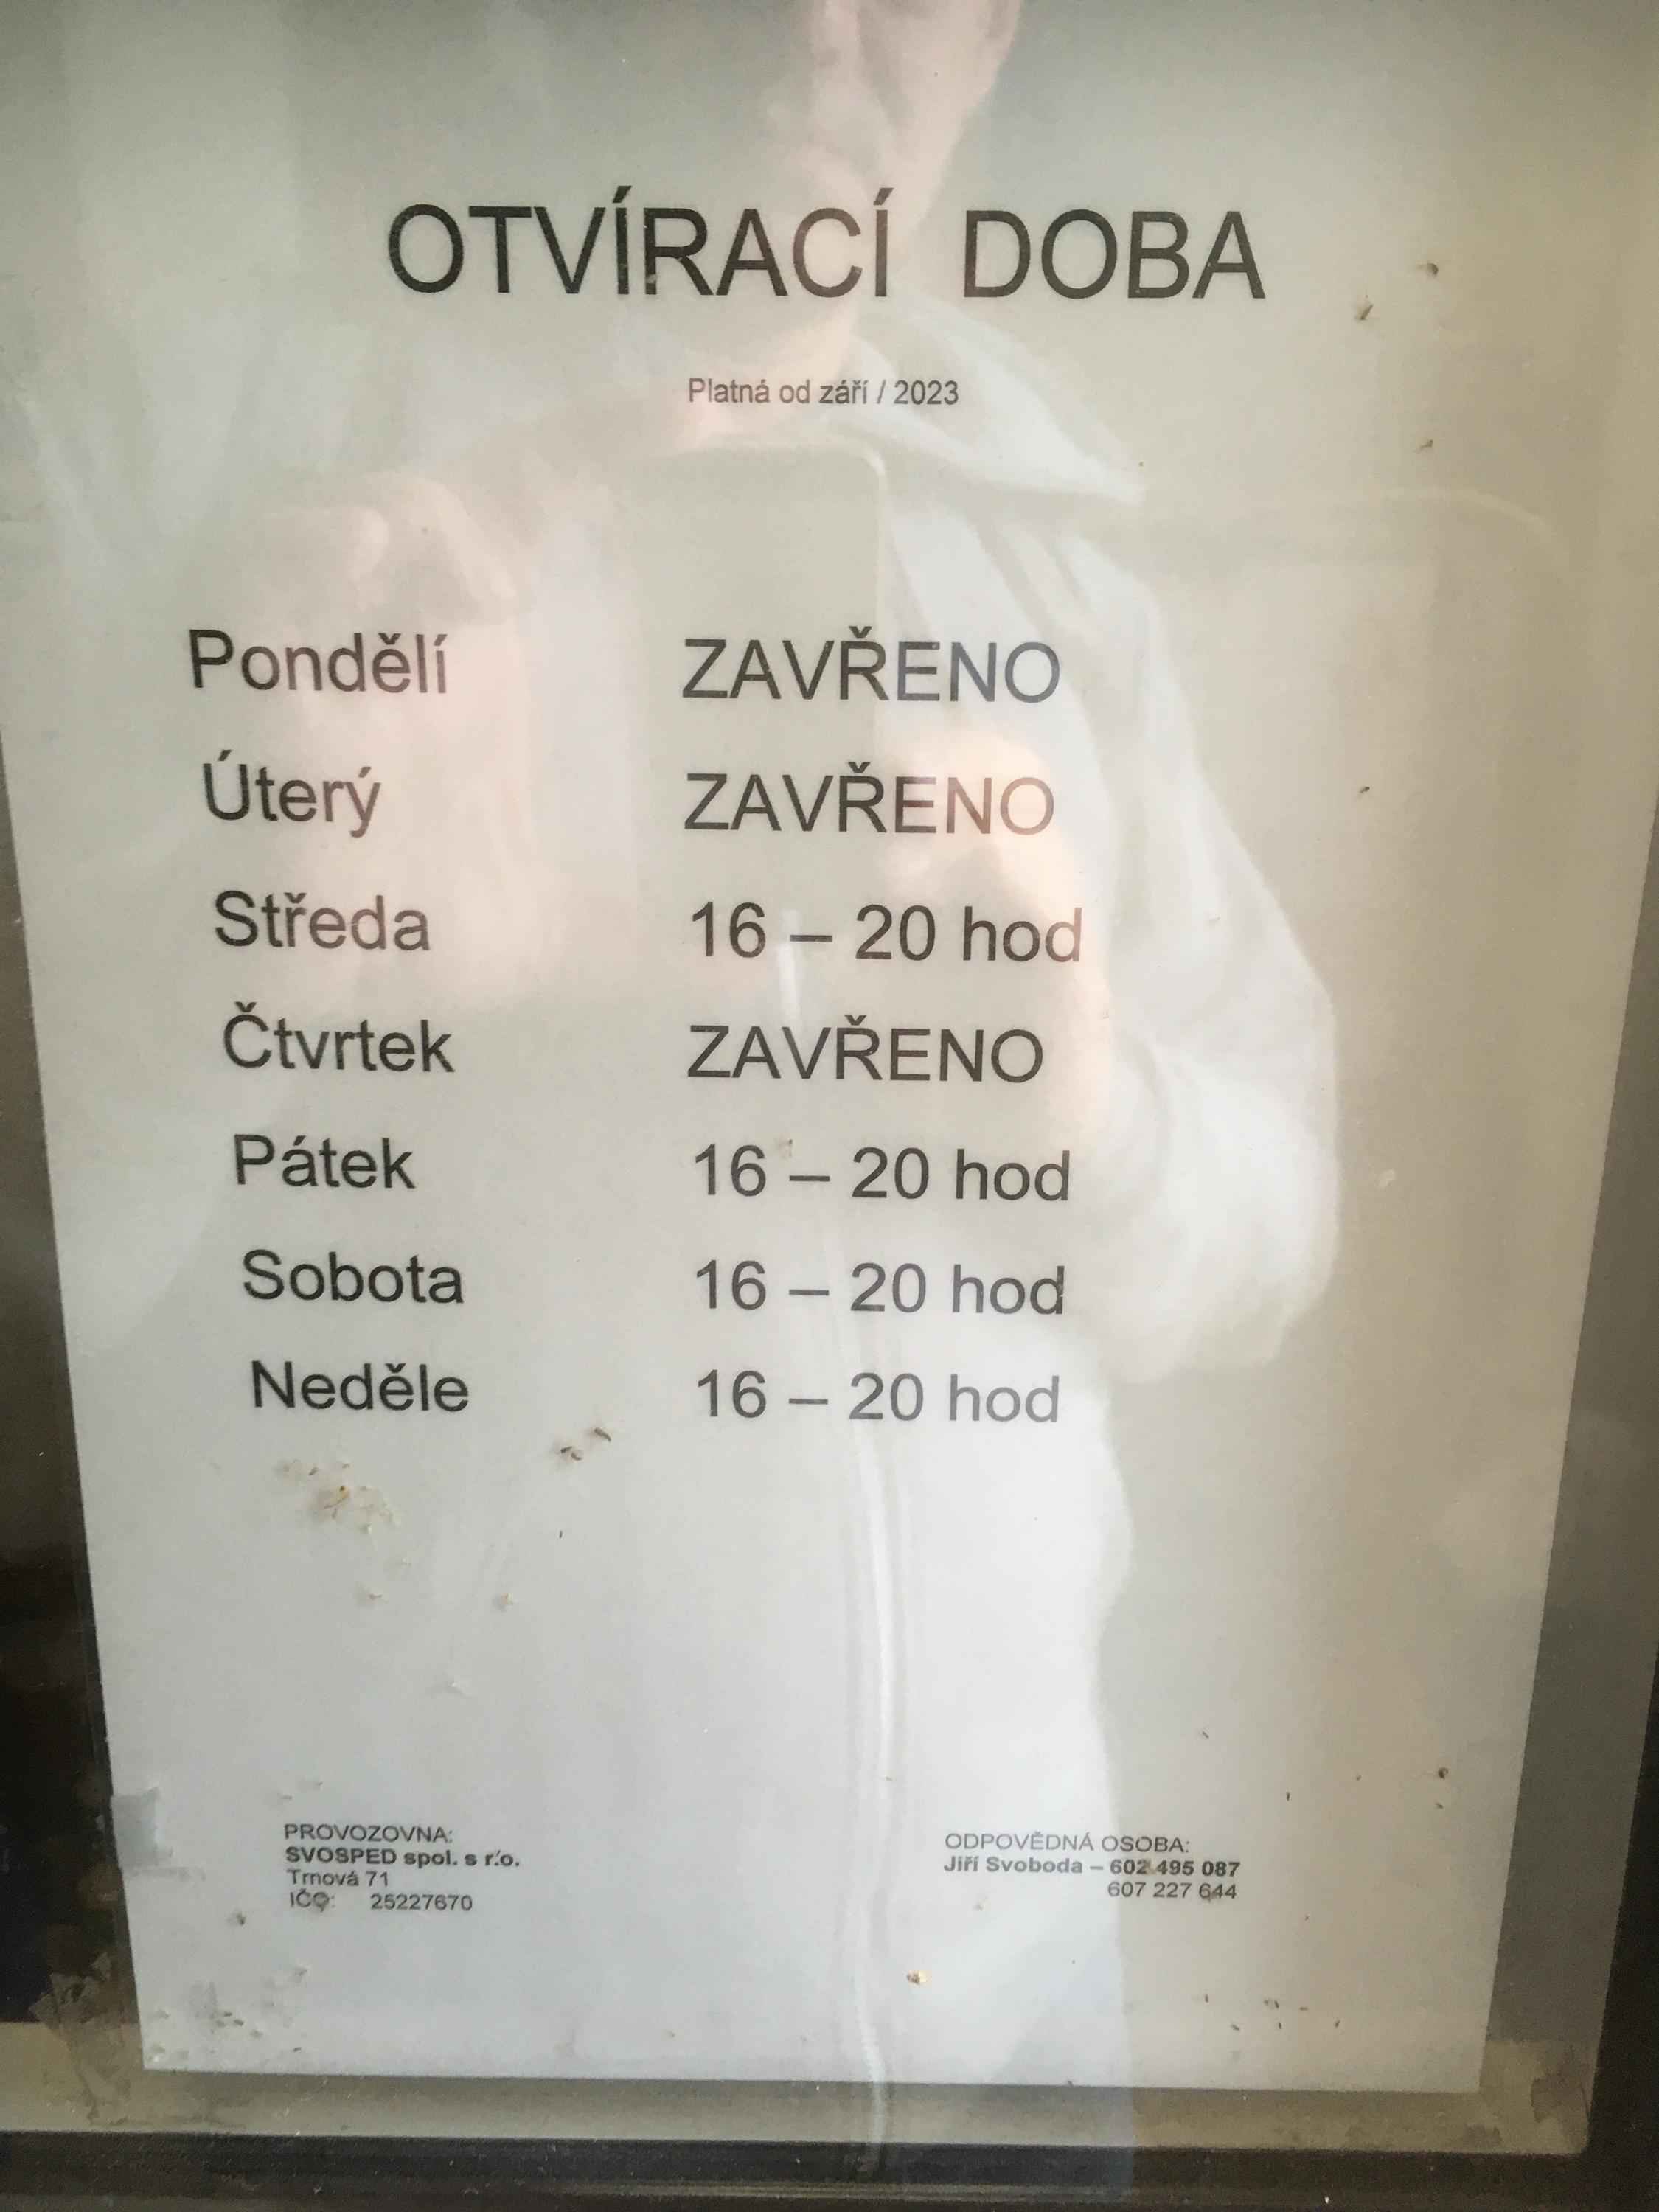 OTVÍRACÍ DOBA
Platná od září / 2023
Pondělí ZAVŘENO
Úterý ZAVŘENO
Středa 16 – 20 hod
Čtvrtek ZAVŘENO
Pátek 16 – 20 hod
Sobota 16 – 20 hod
Neděle 16 – 20 hod
PROVOZOVNA:
SVOSPED spol. s r.o.
Trnová 71
IČO: 25227670
ODPOVĚDNÁ OSOBA:
Jiří Svoboda – 602 495 087
607 227 644